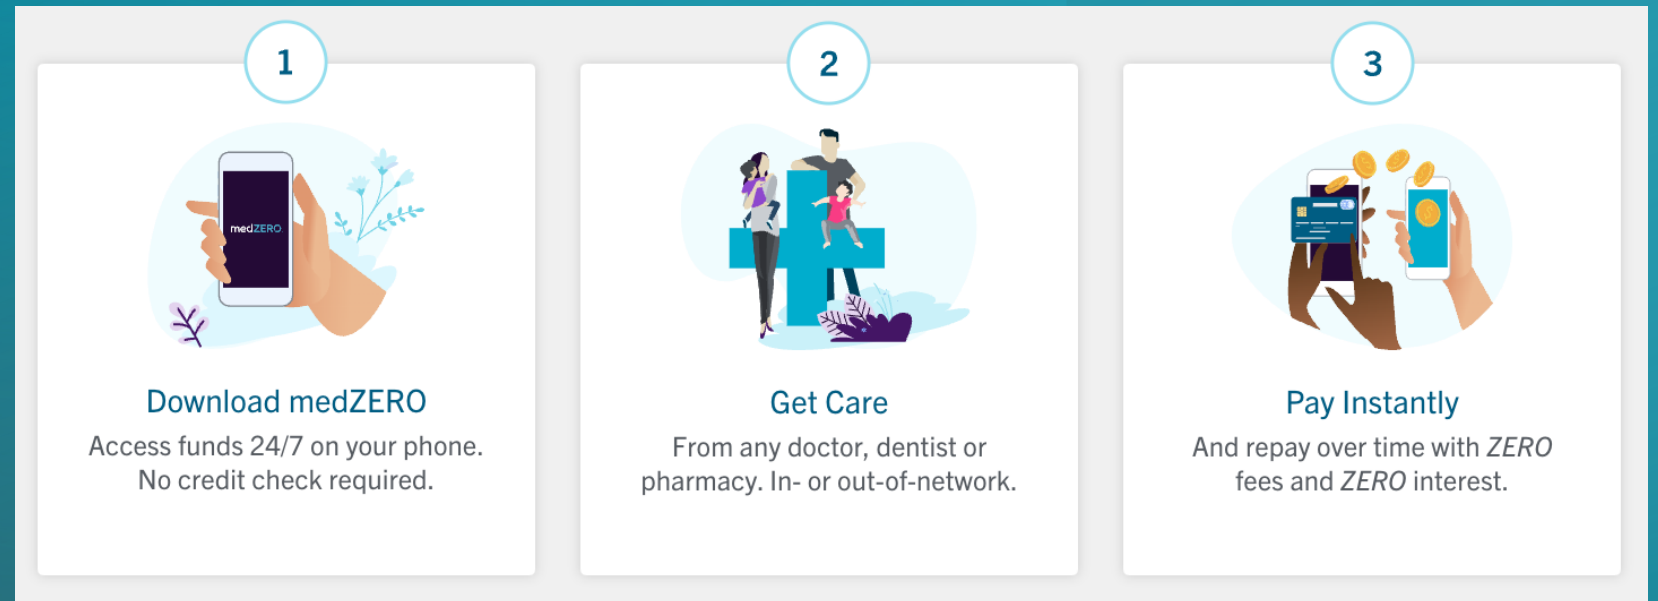 1
medZERO
Download medZERO
Access funds 24/7 on your phone.
No credit check required.
2
Get Care
From any doctor, dentist or
pharmacy. In- or out-of-network.
3
Pay Instantly
And repay over time with ZERO
fees and ZERO interest.